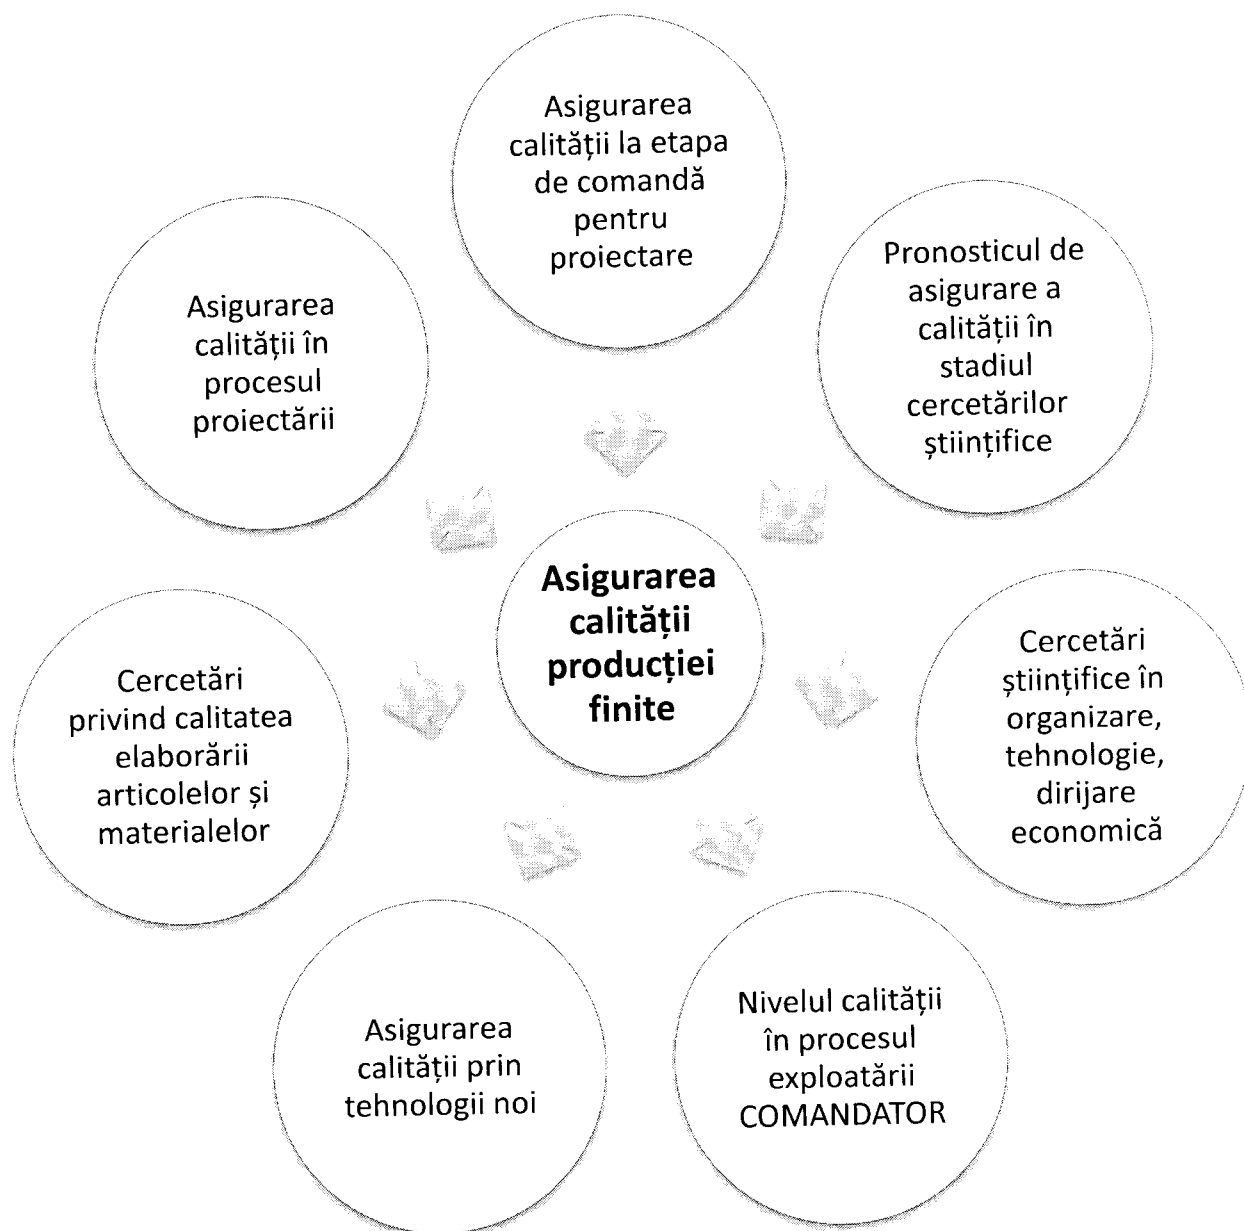 Asigurarea
calității la etapa
de comandă
pentru
proiectare
Pronosticul de
asigurare a
calității în
stadiul
cercetărilor
științifice
Asigurarea
calității în
procesul
proiectării
Asigurarea
calității
producției
finite
Cercetări
științifice în
organizare,
tehnologie,
dirijare
economică
Cercetări
privind calitatea
elaborării
articolelor și
materialelor
Nivelul calității
în procesul
exploatării
COMANDATOR
Asigurarea
calității prin
tehnologii noi